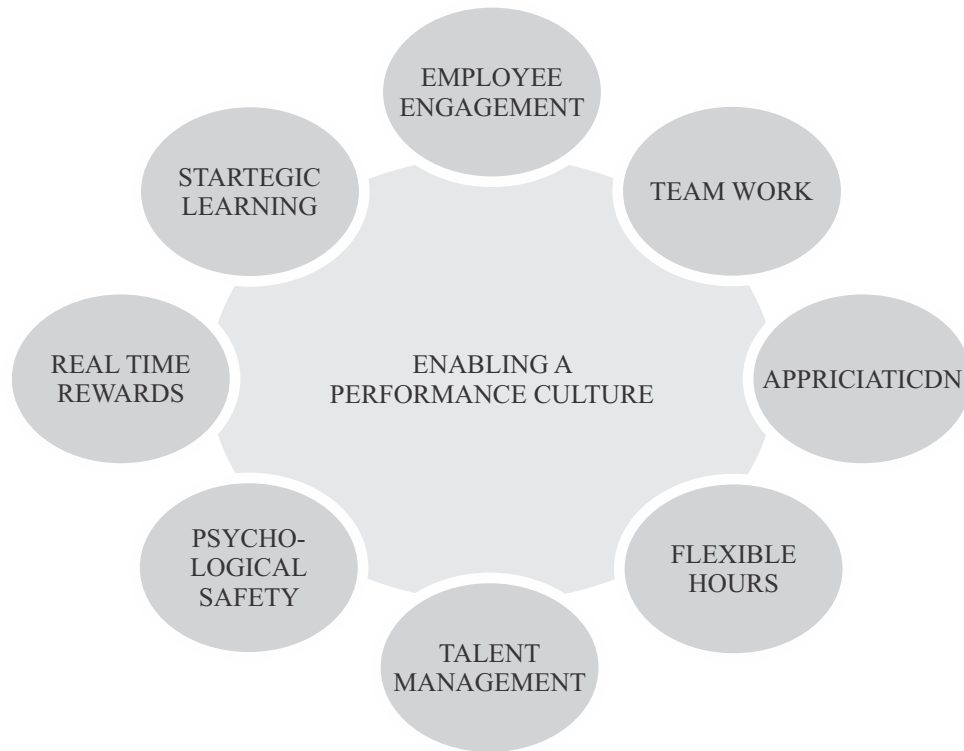 EMPLOYEE
ENGAGEMENT
TEAM WORK
APPRICIATICDN
FLEXIBLE
HOURS
TALENT
MANAGEMENT
PSYCHO-
LOGICAL
SAFETY
REAL TIME
REWARDS
STARTEGIC
LEARNING
ENABLING A
PERFORMANCE CULTURE